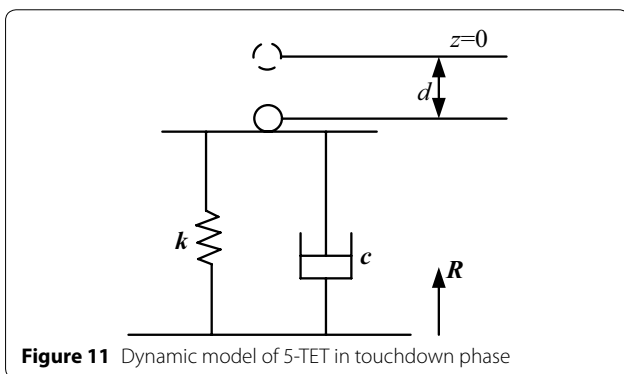 z=0
d
k
c
R
Figure 11 Dynamic model of 5-TET in touchdown phase